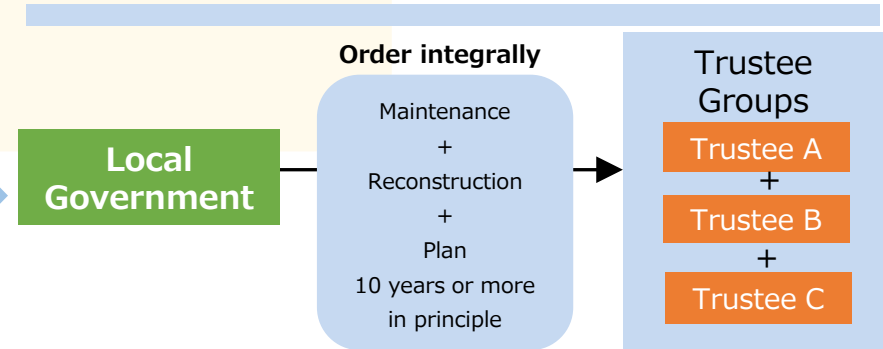 Order integrally
Local
Government
Maintenance
+
Reconstruction
+
Plan
10 years or more
in principle
Trustee
Groups
Trustee A
+
Trustee B
+
Trustee C